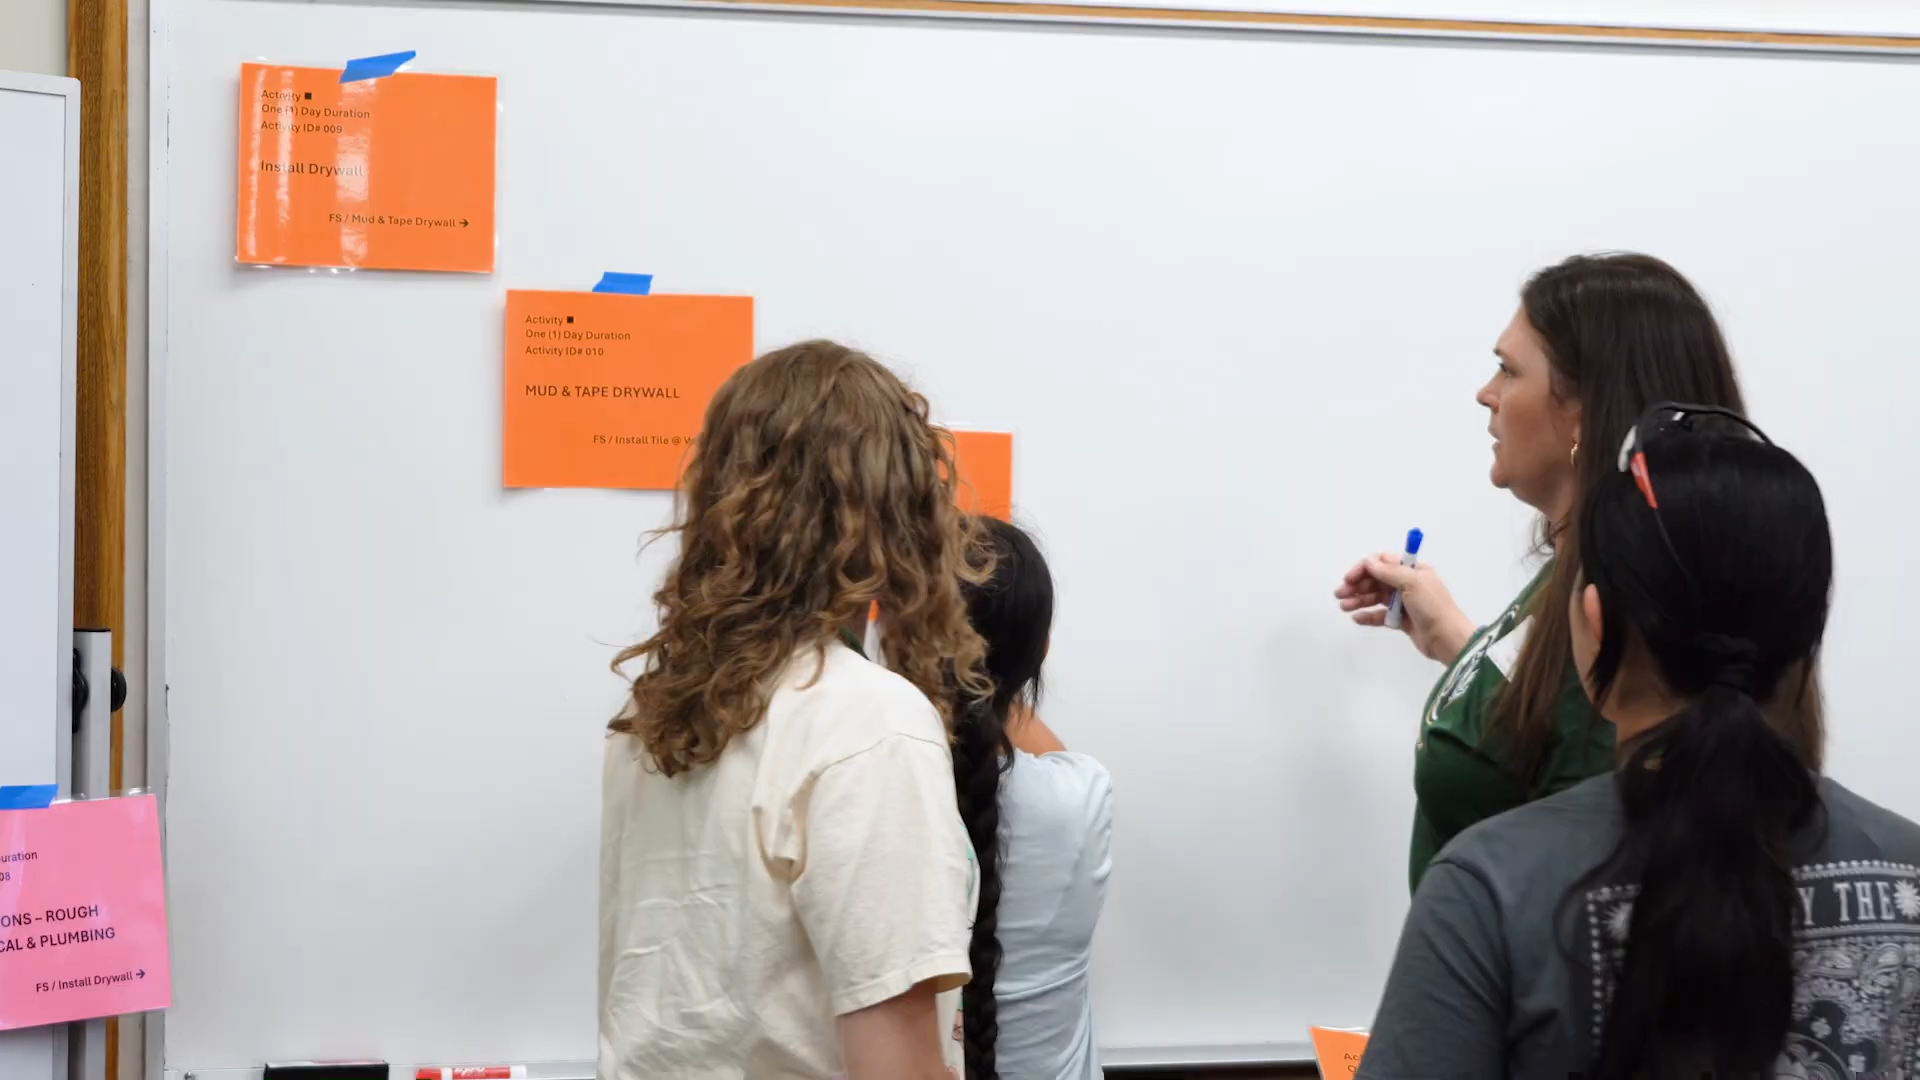 Activity ■
One (1) Day Duration
Activity ID# 009
Install Drywall
FS / Mud & Tape Drywall →
Activity ■
One (1) Day Duration
Activity ID# 010
MUD & TAPE DRYWALL
FS / Install Tile @
uration
08
ONS – ROUGH
CAL & PLUMBING
FS / Install Drywall →
Y THE
EXPO